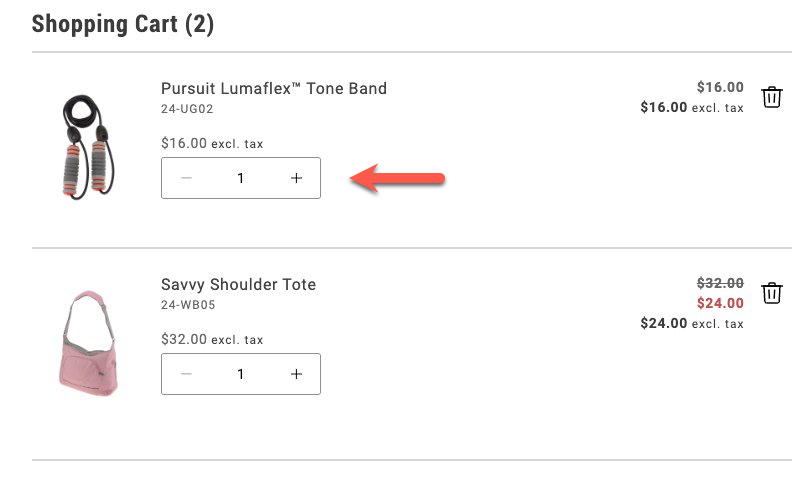 Shopping Cart (2)
Pursuit Lumaflex™ Tone Band
24-UG02
$16.00
$16.00 excl. tax
$16.00 excl. tax
− 1 +
Savvy Shoulder Tote
24-WB05
$32.00
$24.00
$24.00 excl. tax
$32.00 excl. tax
− 1 +